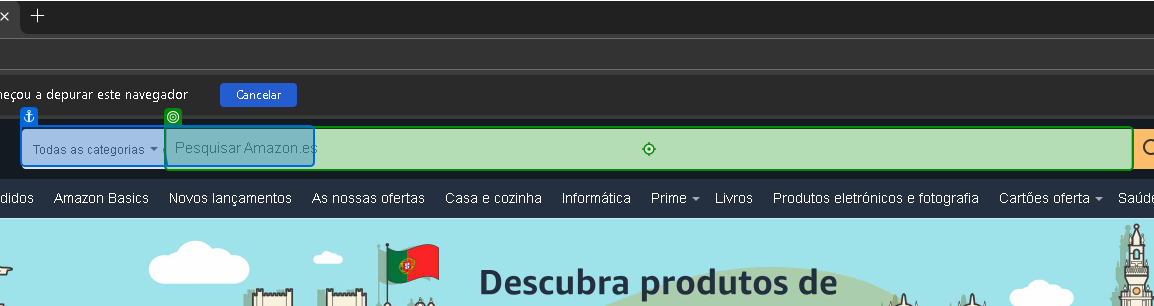 meçou a depurar este navegador Cancelar
Todas as categorias Pesquisar Amazon.es
didos Amazon Basics Novos lançamentos As nossas ofertas Casa e cozinha Informática Prime Livros Produtos eletrónicos e fotografia Cartões oferta Saúde
Descubra produtos de